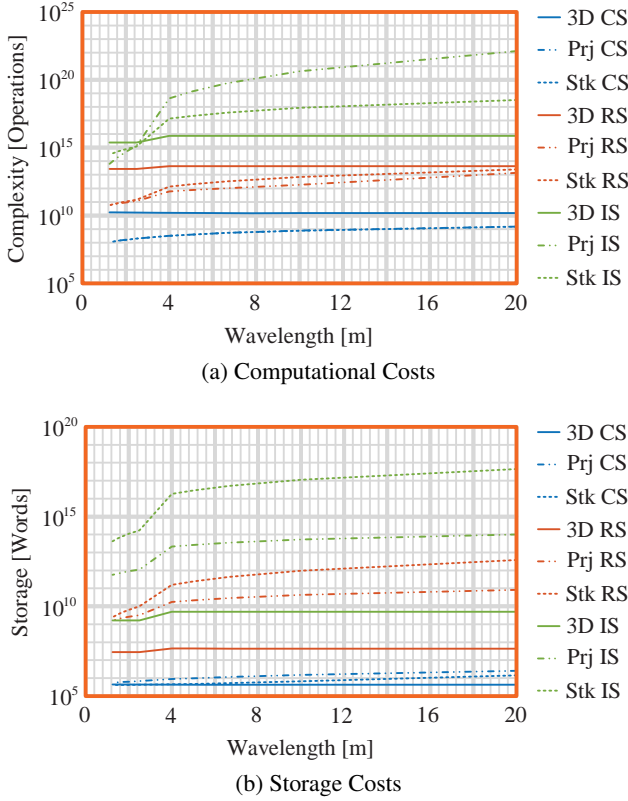 10^25
10^20
10^15
10^10
10^5
Complexity [Operations]
0 4 8 12 16 20
Wavelength [m]
3D CS
Prj CS
Stk CS
3D RS
Prj RS
Stk RS
3D IS
Prj IS
Stk IS
(a) Computational Costs
10^20
10^15
10^10
10^5
Storage [Words]
0 4 8 12 16 20
Wavelength [m]
3D CS
Prj CS
Stk CS
3D RS
Prj RS
Stk RS
3D IS
Prj IS
Stk IS
(b) Storage Costs